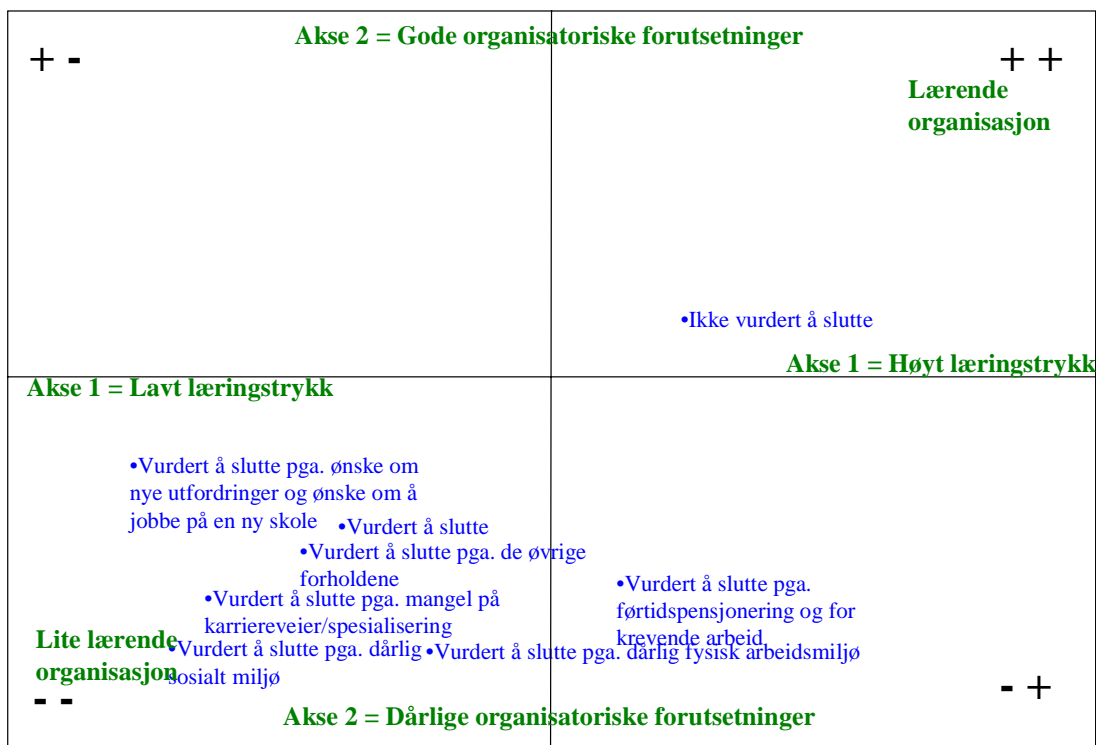 Akse 2 = Gode organisatoriske forutsetninger
+ -
+ +
Lærende
organisasjon
•Ikke vurdert å slutte
Akse 1 = Høyt læringstrykk
Akse 1 = Lavt læringstrykk
•Vurdert å slutte pga. ønske om
nye utfordringer og ønske om å
jobbe på en ny skole
•Vurdert å slutte
•Vurdert å slutte pga. de øvrige
forholdene
•Vurdert å slutte pga. mangel på
karriereveier/spesialisering
•Vurdert å slutte pga.
førtidspensjonering og for
krevende arbeid
Lite lærende
organisasjon
•Vurdert å slutte pga. dårlig
sosialt miljø
•Vurdert å slutte pga. dårlig fysisk arbeidsmiljø
- -
- +
Akse 2 = Dårlige organisatoriske forutsetninger